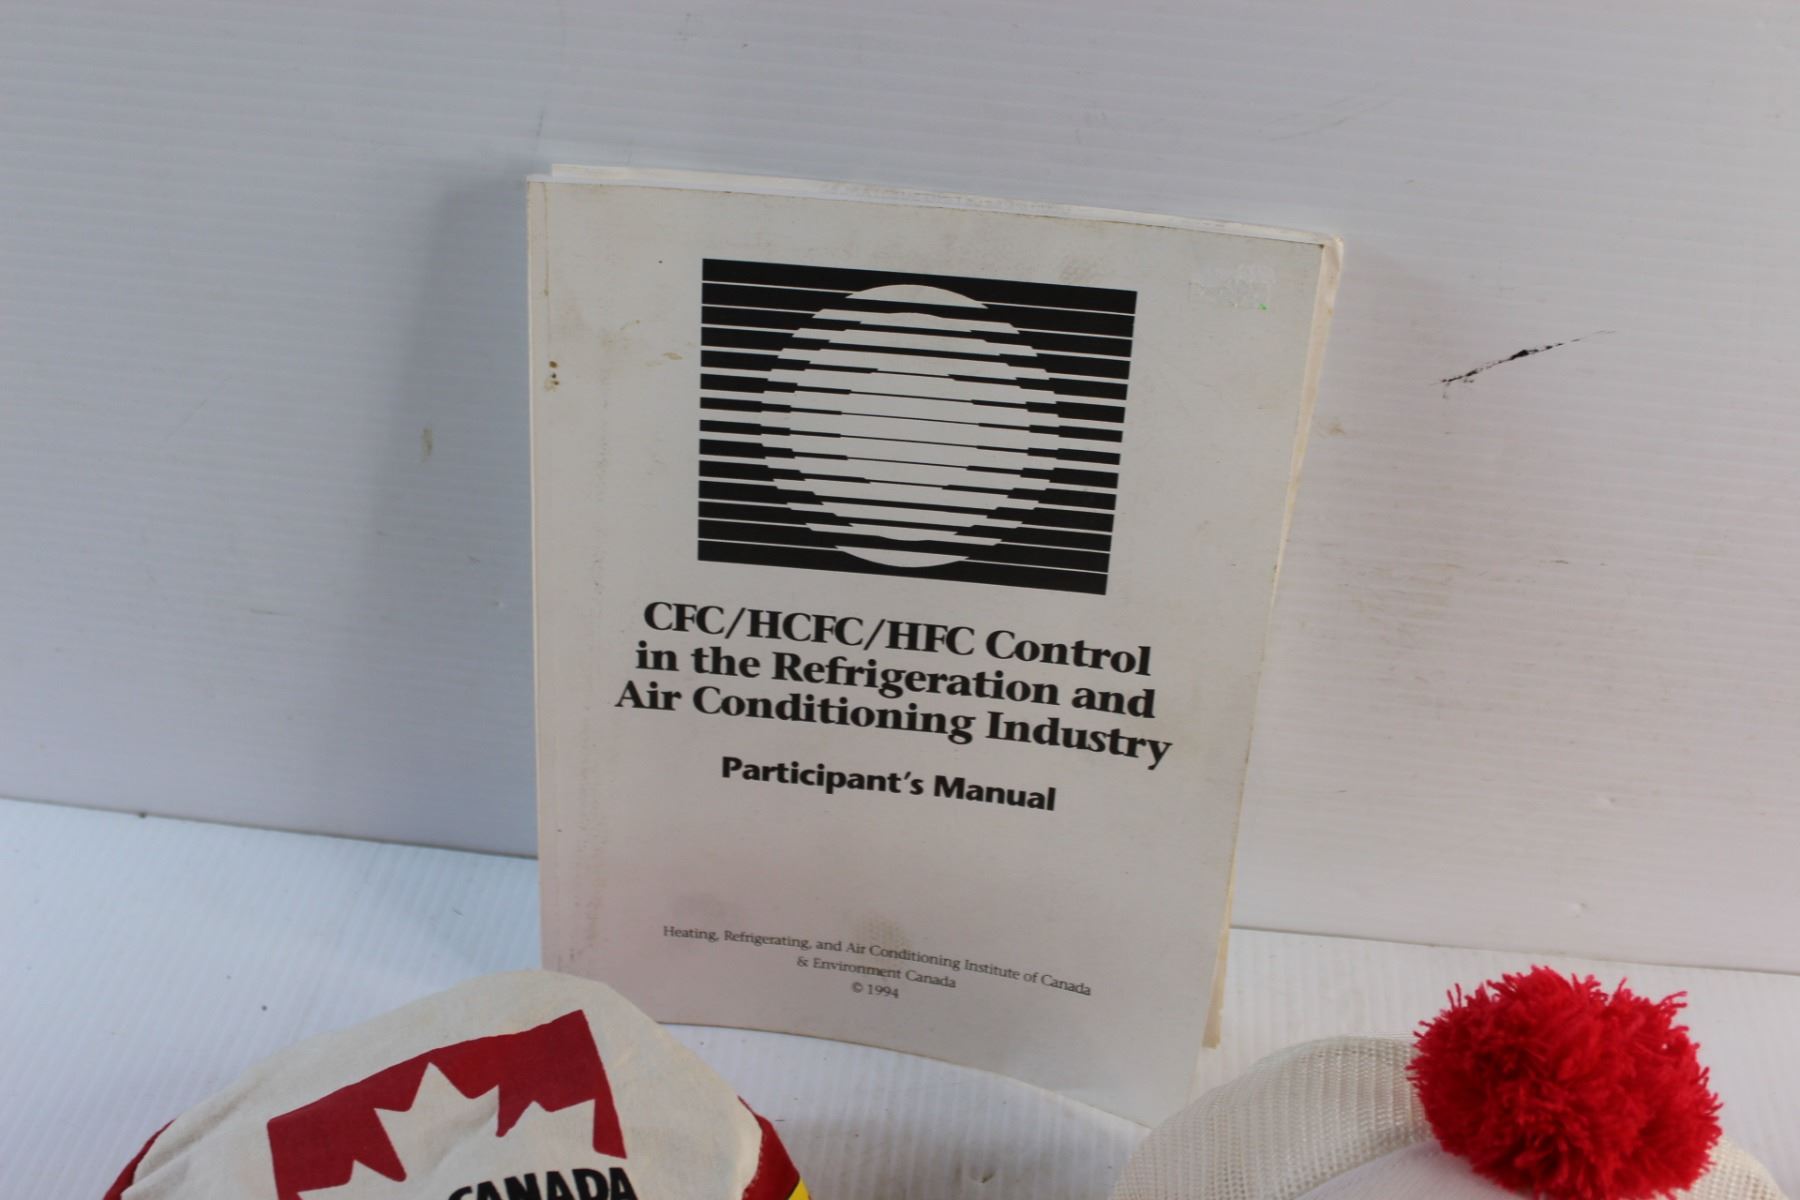 CFC/HCFC/HFC Control
in the Refrigeration and
Air Conditioning Industry
Participant's Manual
Heating, Refrigerating, and Air Conditioning Institute of Canada
& Environment Canada
© 1994
CANADA